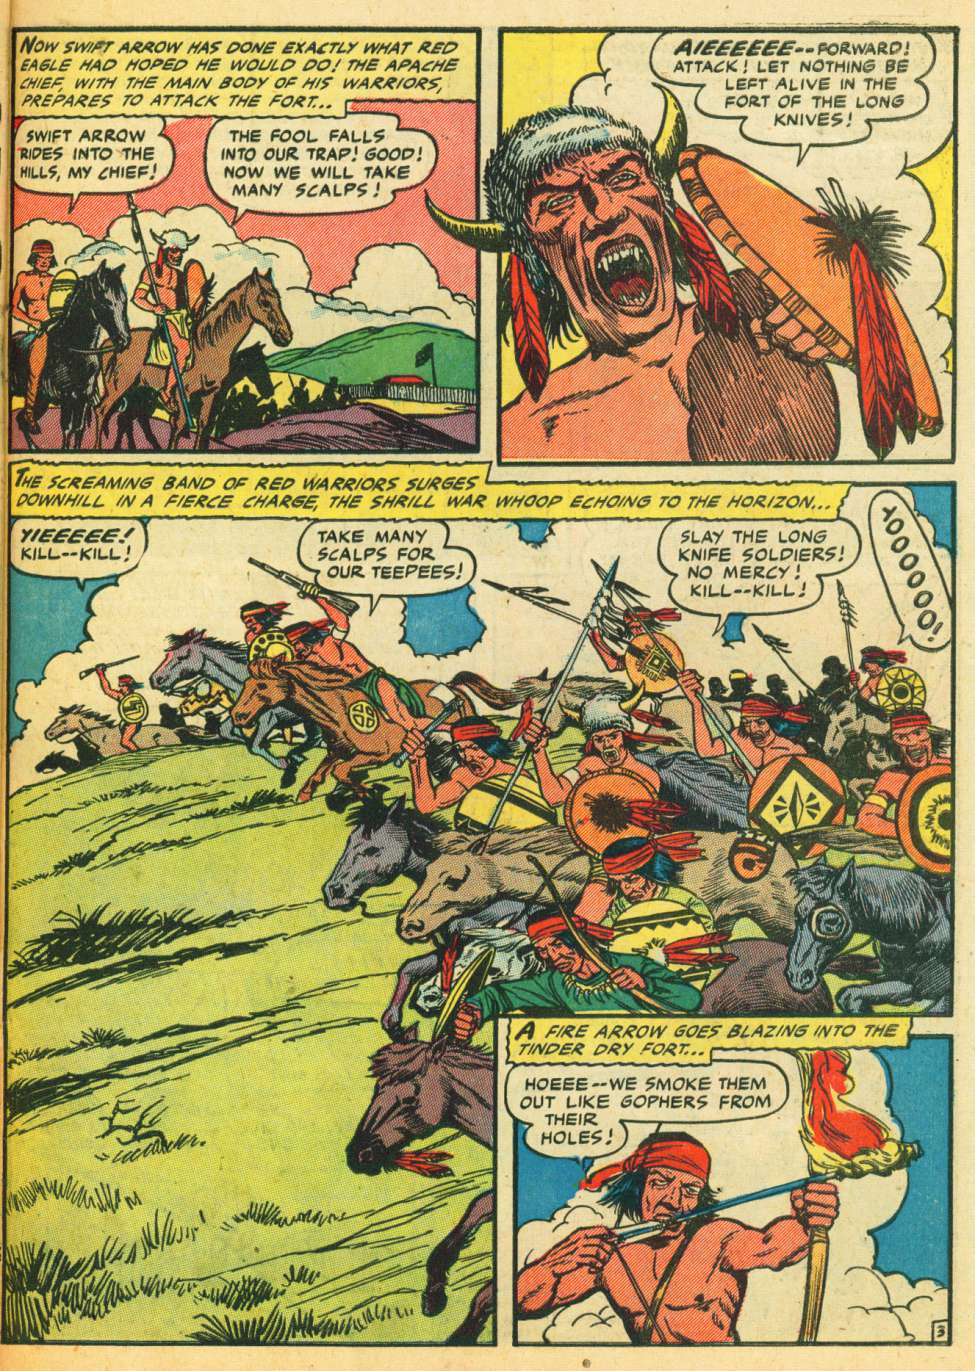 NOW SWIFT ARROW HAS DONE EXACTLY WHAT RED
EAGLE HAD HOPED HE WOULD DO! THE APACHE
CHIEF, WITH THE MAIN BODY OF HIS WARRIORS,
PREPARES TO ATTACK THE FORT...
SWIFT ARROW
RIDES INTO THE
HILLS, MY CHIEF!
THE FOOL FALLS
INTO OUR TRAP! GOOD!
NOW WE WILL TAKE
MANY SCALPS!
AIEEEEEE--FORWARD!
ATTACK! LET NOTHING BE
LEFT ALIVE IN THE
FORT OF THE LONG
KNIVES!
THE SCREAMING BAND OF RED WARRIORS SURGES
DOWNHILL IN A FIERCE CHARGE, THE SHRILL WAR WHOOP ECHOING TO THE HORIZON...
YIEEEEEE!
KILL--KILL!
TAKE MANY
SCALPS FOR
OUR TEEPEES!
SLAY THE LONG
KNIFE SOLDIERS!
NO MERCY!
KILL--KILL!
YOOOOOO!
A FIRE ARROW GOES BLAZING INTO THE
TINDER DRY FORT...
HOEEE--WE SMOKE THEM
OUT LIKE GOPHERS FROM
THEIR
HOLES!
3